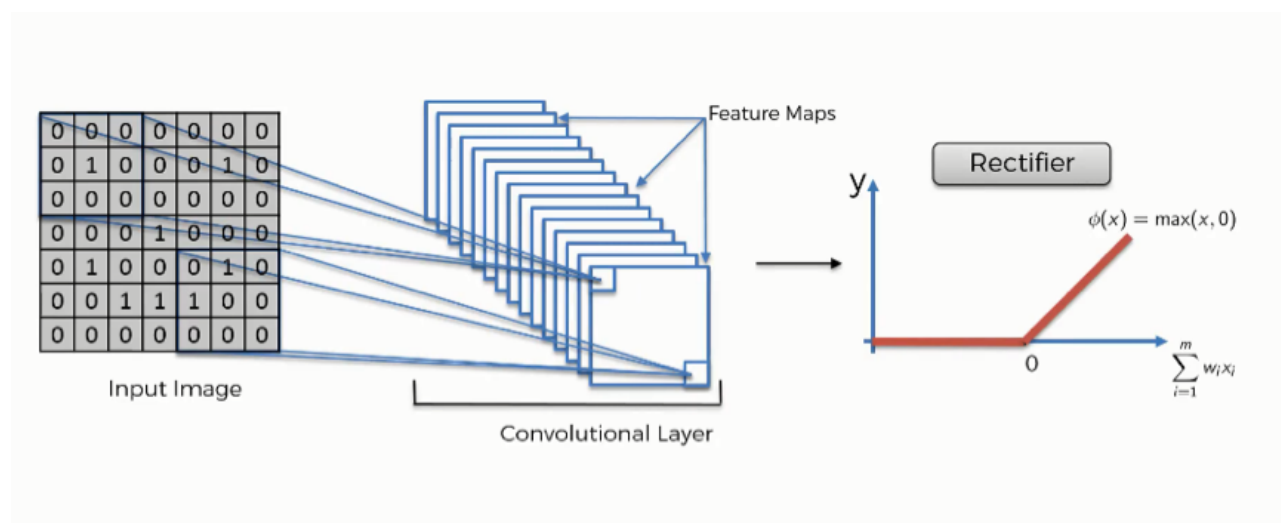 0 0 0 0 0 0 0
0 1 0 0 0 1 0
0 0 0 0 0 0 0
0 0 0 1 0 0 0
0 1 0 0 0 1 0
0 0 1 1 1 0 0
0 0 0 0 0 0 0
Input Image
Feature Maps
Convolutional Layer
Rectifier
y
ϕ(x) = max(x, 0)
0
m
∑ wᵢxᵢ
i=1